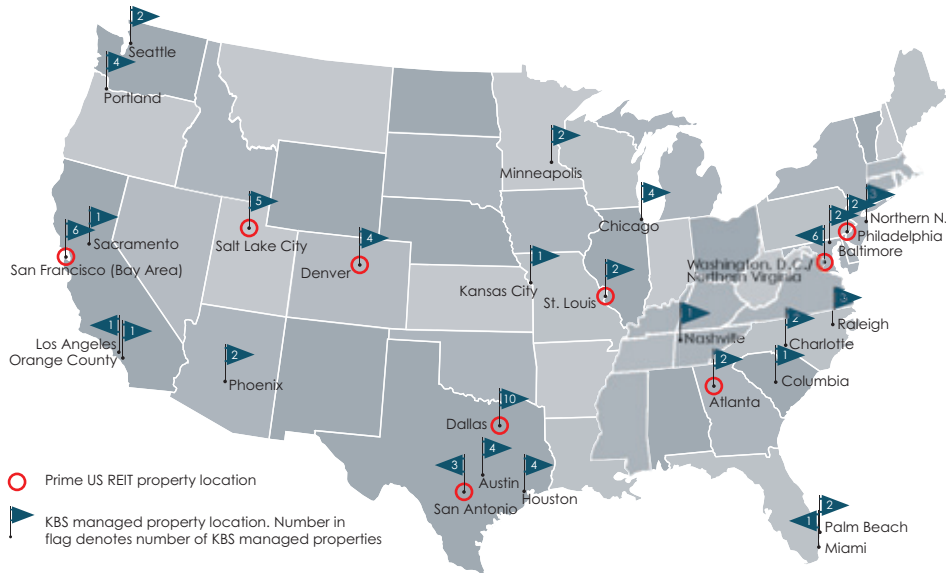 2
Seattle
4
Portland
2
Minneapolis
5
Salt Lake City
4
Chicago
3
Northern N.
2
Philadelphia
2
Baltimore
6
Washington, D.C./
Northern Virginia
1
Sacramento
6
San Francisco (Bay Area)
4
Denver
1
Kansas City
2
St. Louis
3
Raleigh
1
Nashville
2
Charlotte
1
Los Angeles
1
Orange County
2
Phoenix
1
Columbia
2
Atlanta
10
Dallas
4
Austin
3
San Antonio
4
Houston
2
Palm Beach
1
Miami
Prime US REIT property location
KBS managed property location. Number in
flag denotes number of KBS managed properties